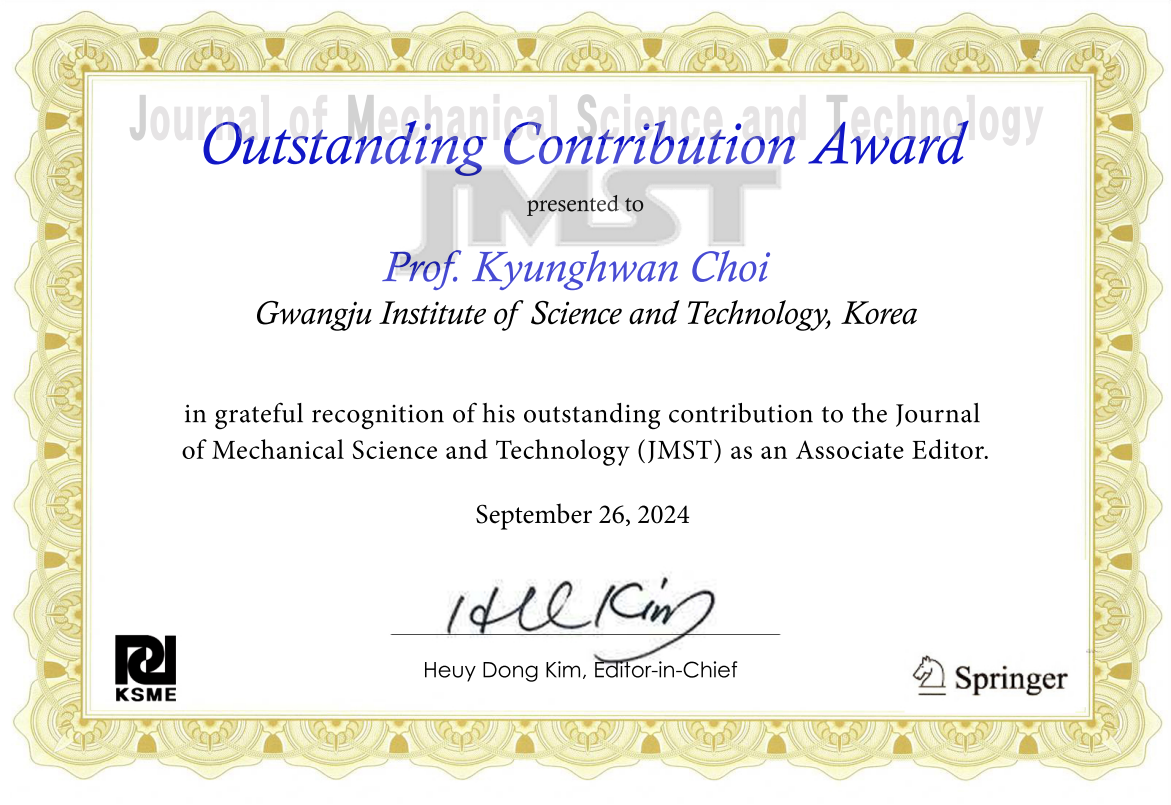 Journal of Mechanical Science and Technology
Outstanding Contribution Award
JMST
presented to
Prof. Kyunghwan Choi
Gwangju Institute of Science and Technology, Korea
in grateful recognition of his outstanding contribution to the Journal
of Mechanical Science and Technology (JMST) as an Associate Editor.
September 26, 2024
HD Kim
Heuy Dong Kim, Editor-in-Chief
KSME
Springer